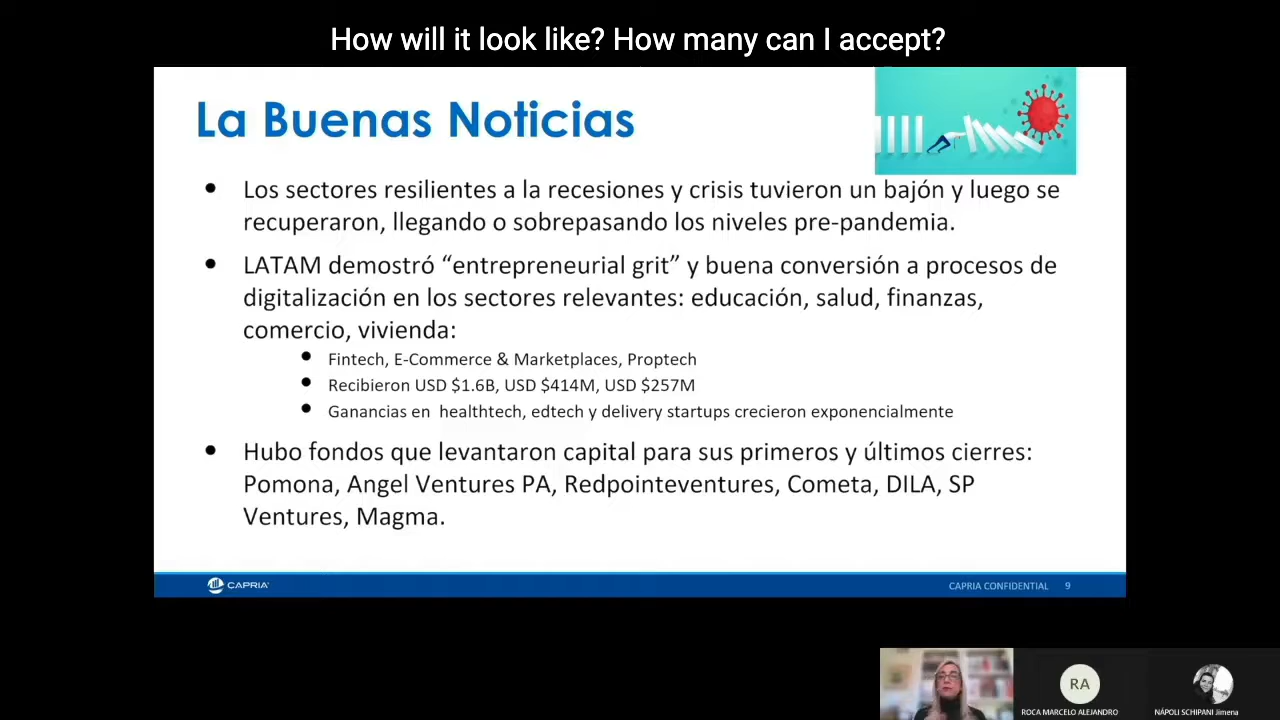 How will it look like? How many can I accept?
La Buenas Noticias
Los sectores resilientes a la recesiones y crisis tuvieron un bajón y luego se
recuperaron, llegando o sobrepasando los niveles pre-pandemia.
LATAM demostró “entrepreneurial grit” y buena conversión a procesos de
digitalización en los sectores relevantes: educación, salud, finanzas,
comercio, vivienda:
Fintech, E-Commerce & Marketplaces, Proptech
Recibieron USD $1.6B, USD $414M, USD $257M
Ganancias en healthtech, edtech y delivery startups crecieron exponencialmente
Hubo fondos que levantaron capital para sus primeros y últimos cierres:
Pomona, Angel Ventures PA, Redpointeventures, Cometa, DILA, SP
Ventures, Magma.
CAPRIA
CAPRIA CONFIDENTIAL 9
RA
ROCA MARCELO ALEJANDRO
NÁPOLI SCHIPANI Jimena